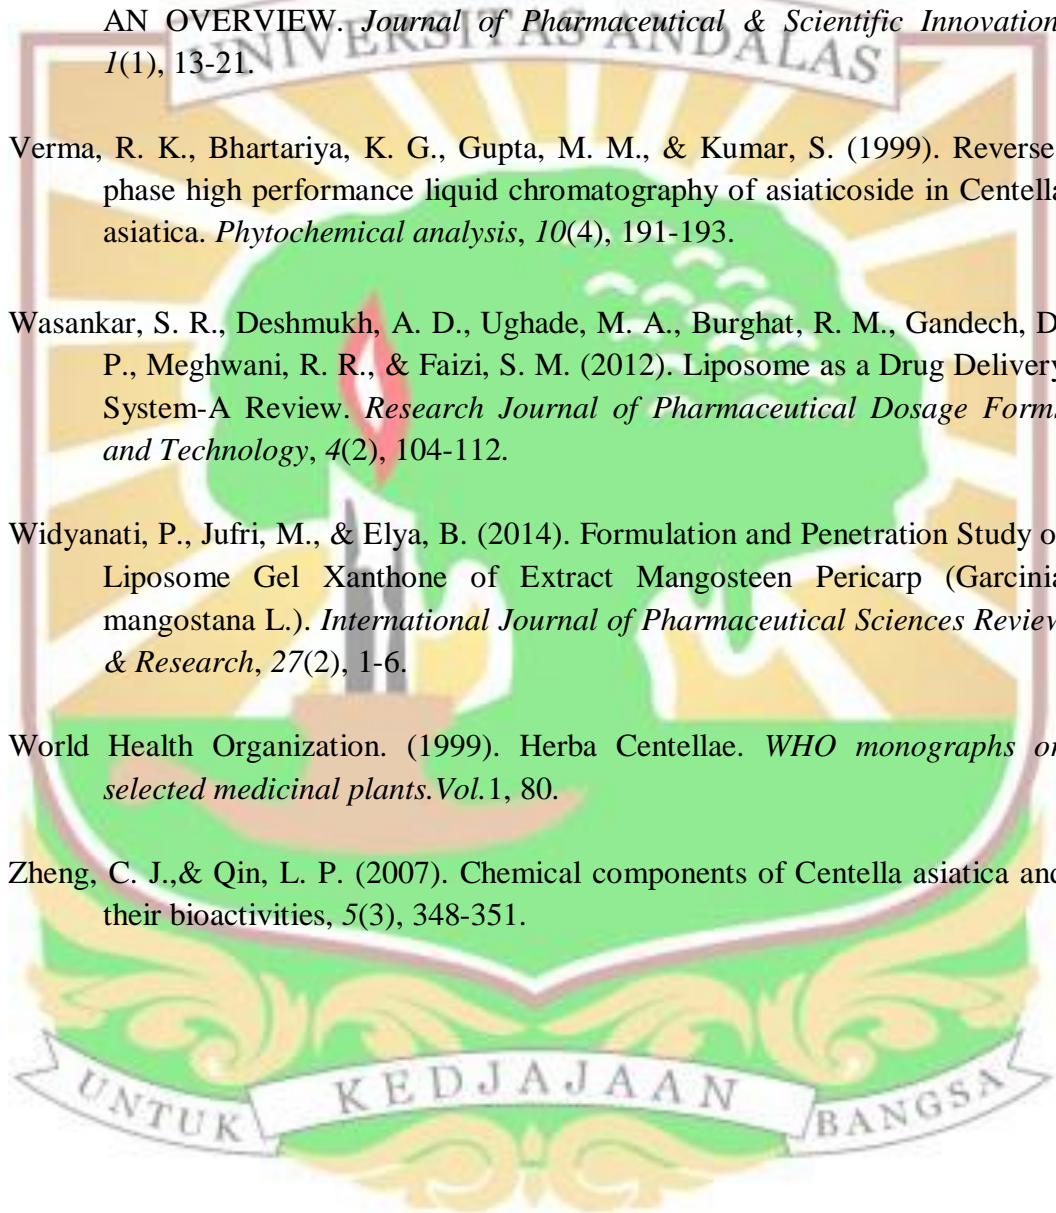 AN OVERVIEW. Journal of Pharmaceutical & Scientific Innovation
1(1), 13-21.
UNIVERSITAS ANDALAS
Verma, R. K., Bhartariya, K. G., Gupta, M. M., & Kumar, S. (1999). Reverse
phase high performance liquid chromatography of asiaticoside in Centella
asiatica. Phytochemical analysis, 10(4), 191-193.
Wasankar, S. R., Deshmukh, A. D., Ughade, M. A., Burghat, R. M., Gandech, D
P., Meghwani, R. R., & Faizi, S. M. (2012). Liposome as a Drug Delivery
System-A Review. Research Journal of Pharmaceutical Dosage Forms
and Technology, 4(2), 104-112.
Widyanati, P., Jufri, M., & Elya, B. (2014). Formulation and Penetration Study o
Liposome Gel Xanthone of Extract Mangosteen Pericarp (Garcinia
mangostana L.). International Journal of Pharmaceutical Sciences Review
& Research, 27(2), 1-6.
World Health Organization. (1999). Herba Centellae. WHO monographs on
selected medicinal plants.Vol.1, 80.
Zheng, C. J.,& Qin, L. P. (2007). Chemical components of Centella asiatica and
their bioactivities, 5(3), 348-351.
UNTUK KEDJAJAAN BANGSA